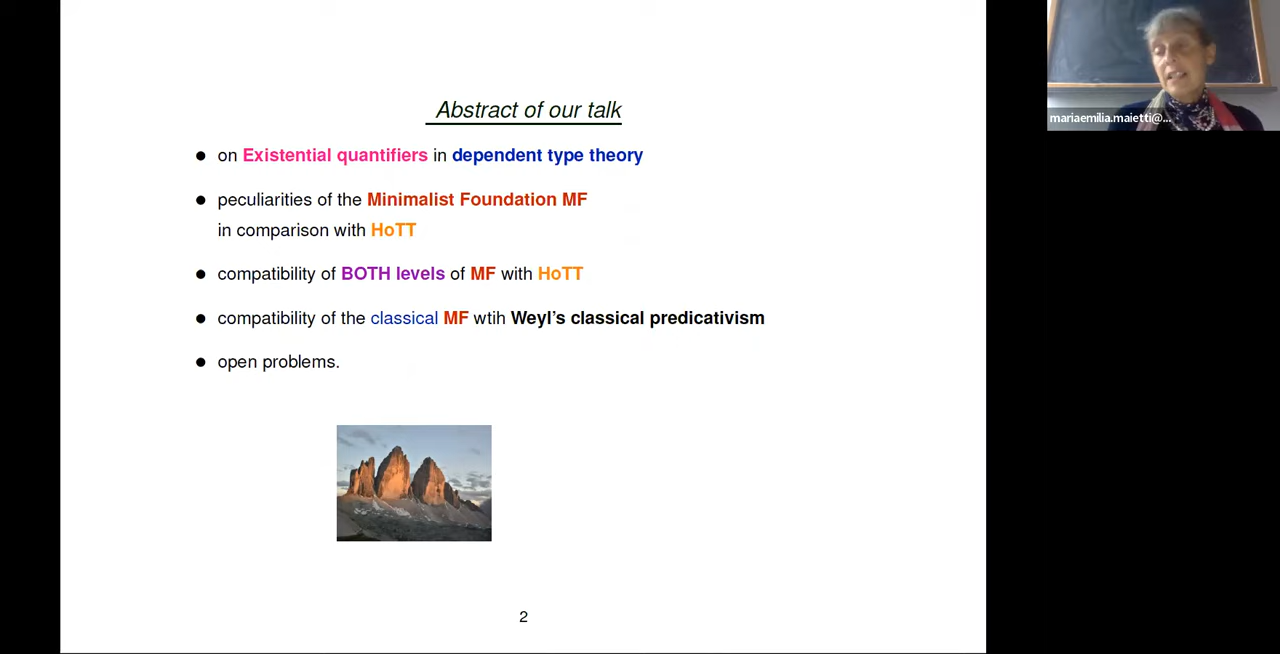 Abstract of our talk
● on Existential quantifiers in dependent type theory
● peculiarities of the Minimalist Foundation MF
in comparison with HoTT
● compatibility of BOTH levels of MF with HoTT
● compatibility of the classical MF wtih Weyl's classical predicativism
● open problems.
2
mariaemilia.maietti@...